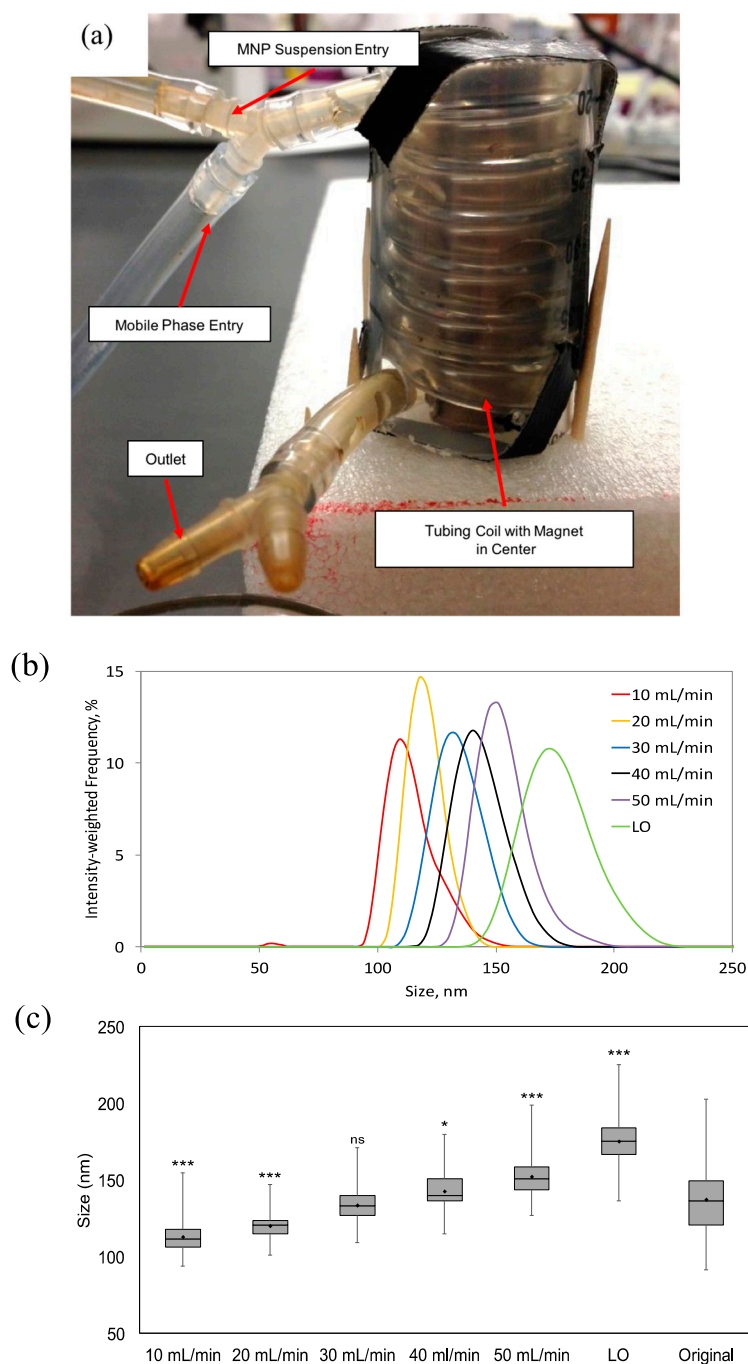 (a)
MNP Suspension Entry
Mobile Phase Entry
Outlet
Tubing Coil with Magnet
in Center
20
25
(b)
Intensity-weighted Frequency, %
15
10
5
0
10 mL/min
20 mL/min
30 mL/min
40 mL/min
50 mL/min
LO
0
50
100
150
200
250
Size, nm
(c)
Size (nm)
250
200
150
100
50
***
***
ns
*
***
***
10 mL/min
20 mL/min
30 mL/min
40 ml/min
50 mL/min
LO
Original